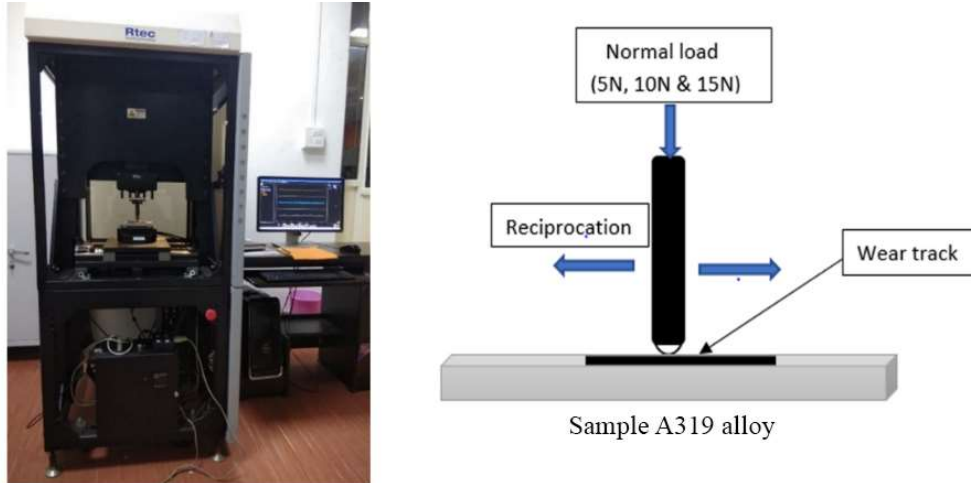 Rtec
Normal load
(5N, 10N & 15N)
Reciprocation
Wear track
Sample A319 alloy